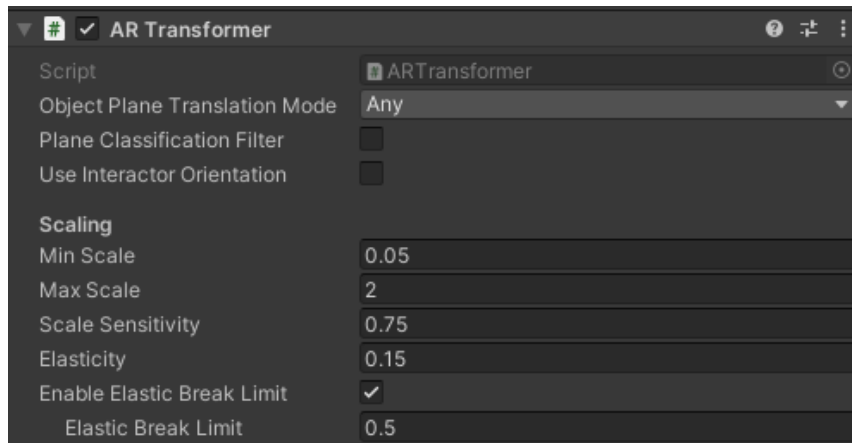 AR Transformer
Script ARTransformer
Object Plane Translation Mode Any
Plane Classification Filter
Use Interactor Orientation
Scaling
Min Scale 0.05
Max Scale 2
Scale Sensitivity 0.75
Elasticity 0.15
Enable Elastic Break Limit
Elastic Break Limit 0.5